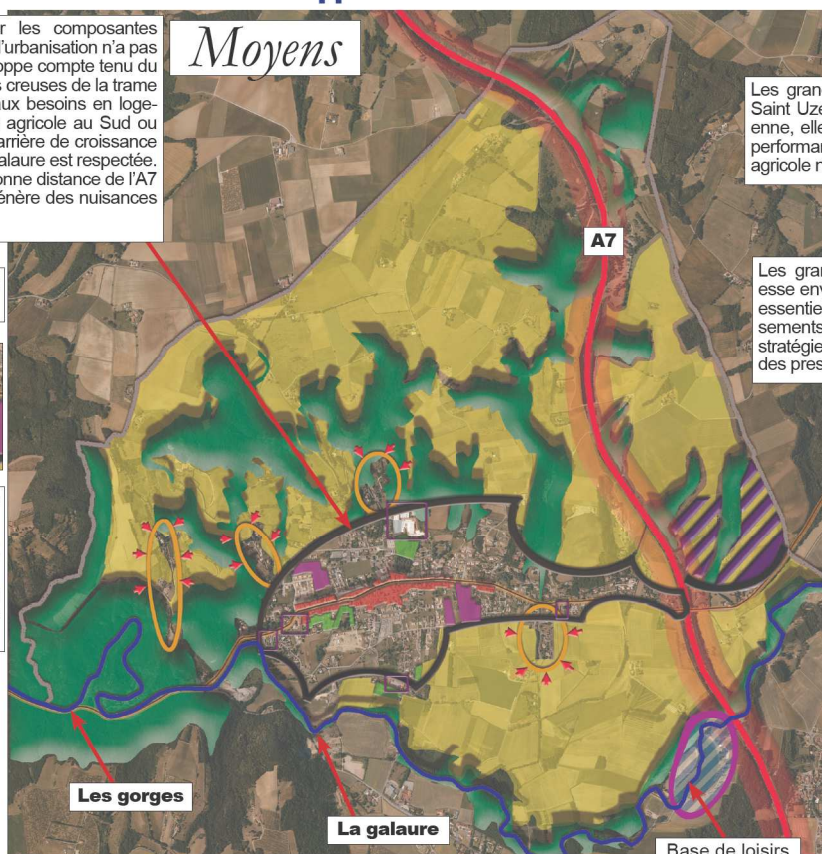 Moyens
r les composantes
l'urbanisation n'a pas
oppe compte tenu du
s creuses de la trame
aux besoins en loge-
agricole au Sud ou
arrière de croissance
alaure est respectée.
onne distance de l'A7
énère des nuisances
Les grand
Saint Uze
enne, elle
performan
agricole n
A7
Les gran
esse env
essentie
sements
stratégie
des pres
Les gorges
La galaure
Base de loisirs